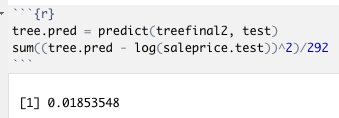 ```{r}
tree.pred = predict(treefinal2, test)
sum((tree.pred - log(saleprice.test))^2)/292
```
[1] 0.01853548